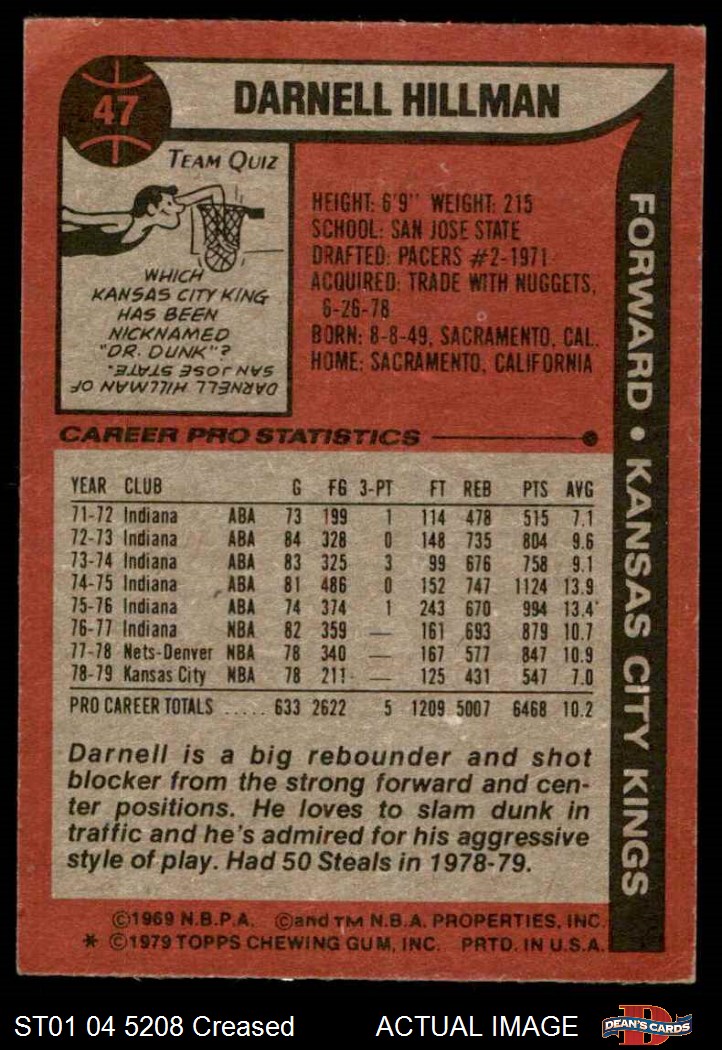 47
DARNELL HILLMAN
TEAM QUIZ
WHICH
KANSAS CITY KING
HAS BEEN
NICKNAMED
"DR. DUNK"?
DARNELL HILLMAN OF
SAN JOSE STATE.
HEIGHT: 6'9" WEIGHT: 215
SCHOOL: SAN JOSE STATE
DRAFTED: PACERS #2-1971
ACQUIRED: TRADE WITH NUGGETS,
6-26-78
BORN: 8-8-49, SACRAMENTO, CAL.
HOME: SACRAMENTO, CALIFORNIA
FORWARD • KANSAS CITY KINGS
CAREER PRO STATISTICS
YEAR CLUB G FG 3-PT FT REB PTS AVG
71-72 Indiana ABA 73 199 1 114 478 515 7.1
72-73 Indiana ABA 84 328 0 148 735 804 9.6
73-74 Indiana ABA 83 325 3 99 676 758 9.1
74-75 Indiana ABA 81 486 0 152 747 1124 13.9
75-76 Indiana ABA 74 374 1 243 670 994 13.4
76-77 Indiana NBA 82 359 — 161 693 879 10.7
77-78 Nets-Denver NBA 78 340 — 167 577 847 10.9
78-79 Kansas City NBA 78 211 — 125 431 547 7.0
PRO CAREER TOTALS ..... 633 2622 5 1209 5007 6468 10.2
Darnell is a big rebounder and shot
blocker from the strong forward and cen-
ter positions. He loves to slam dunk in
traffic and he's admired for his aggressive
style of play. Had 50 Steals in 1978-79.
©1969 N.B.P.A. ©and TM N.B.A. PROPERTIES, INC.
* ©1979 TOPPS CHEWING GUM, INC. PRTD. IN U.S.A.
ST01 04 5208 Creased ACTUAL IMAGE
D
DEAN'S CARDS